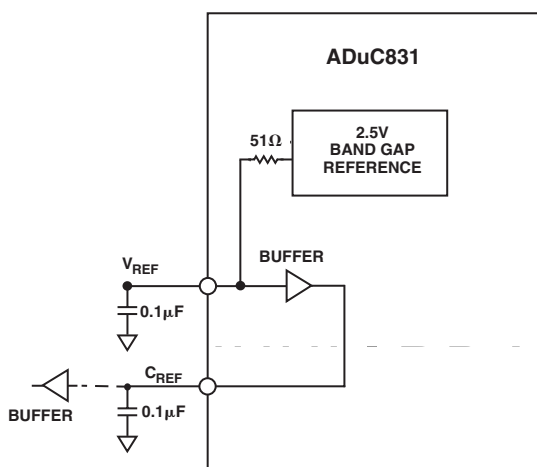 ADuC831
51Ω
2.5V
BAND GAP
REFERENCE
BUFFER
VREF
0.1μF
CREF
BUFFER
0.1μF